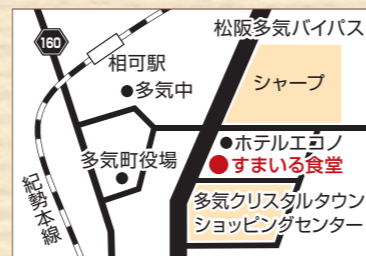 松阪多気バイパス
160
相可駅
シャープ
多気中
ホテルエコノ
すまいる食堂
多気町役場
紀勢本線
多気クリスタルタウン
ショッピングセンター